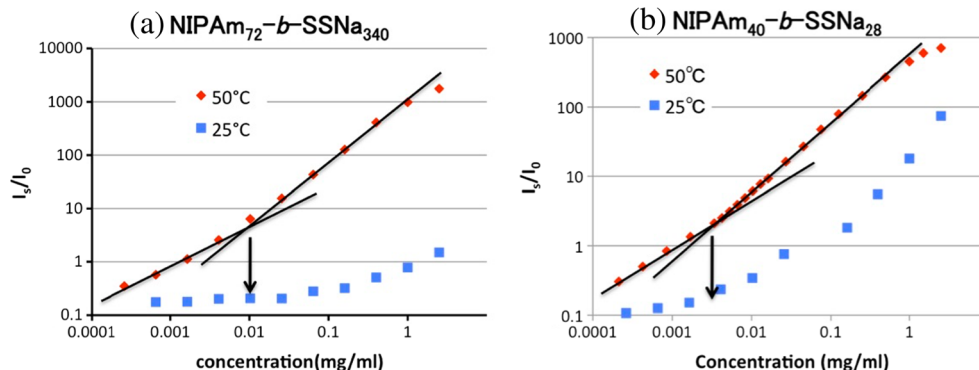 (a) NIPAm72-b-SSNa340
10000
1000
100
10
1
0.1
Is/I0
50°C
25°C
0.0001 0.001 0.01 0.1 1
concentration(mg/ml)
(b) NIPAm40-b-SSNa28
1000
100
10
1
0.1
Is/I0
50℃
25℃
0.0001 0.001 0.01 0.1 1
Concentration (mg/ml)